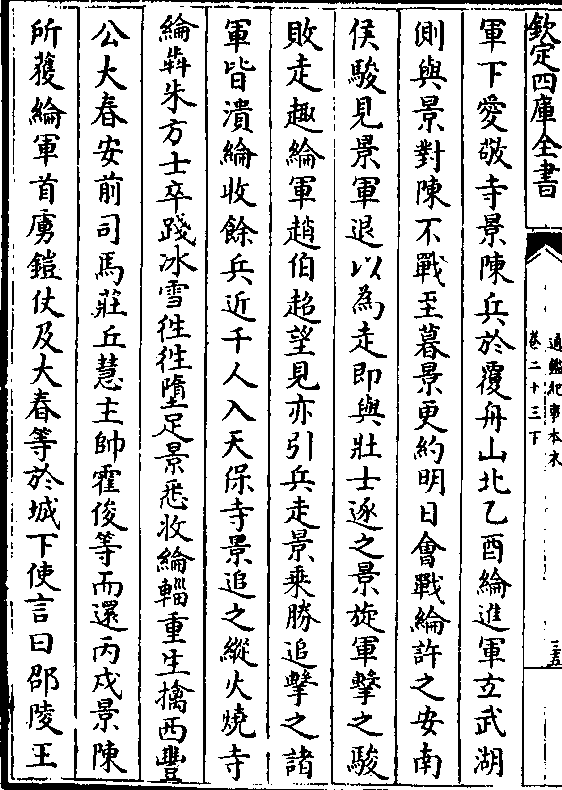 欽定四庫全書
通鑑紀事本末
卷二十三下
三五
軍下愛敬寺景陳兵於覆舟山北乙酉綸進軍玄武湖
側與景對陳不戰至暮景更約明日會戰綸許之安南
侯駿見景軍退以為走即與壯士逐之景旋軍擊之駿
敗走趣綸軍趙伯超望見亦引兵走景乘勝追擊之諸
軍皆潰綸收餘兵近千人入天保寺景追之縱火燒寺
綸犇朱方士卒踐冰雪徃徃墮足景悉收綸輜重生擒西豐
公大春安前司馬莊丘慧主帥霍俊等而還丙戌景陳
所獲綸軍首虜鎧仗及大春等於城下使言曰邵陵王